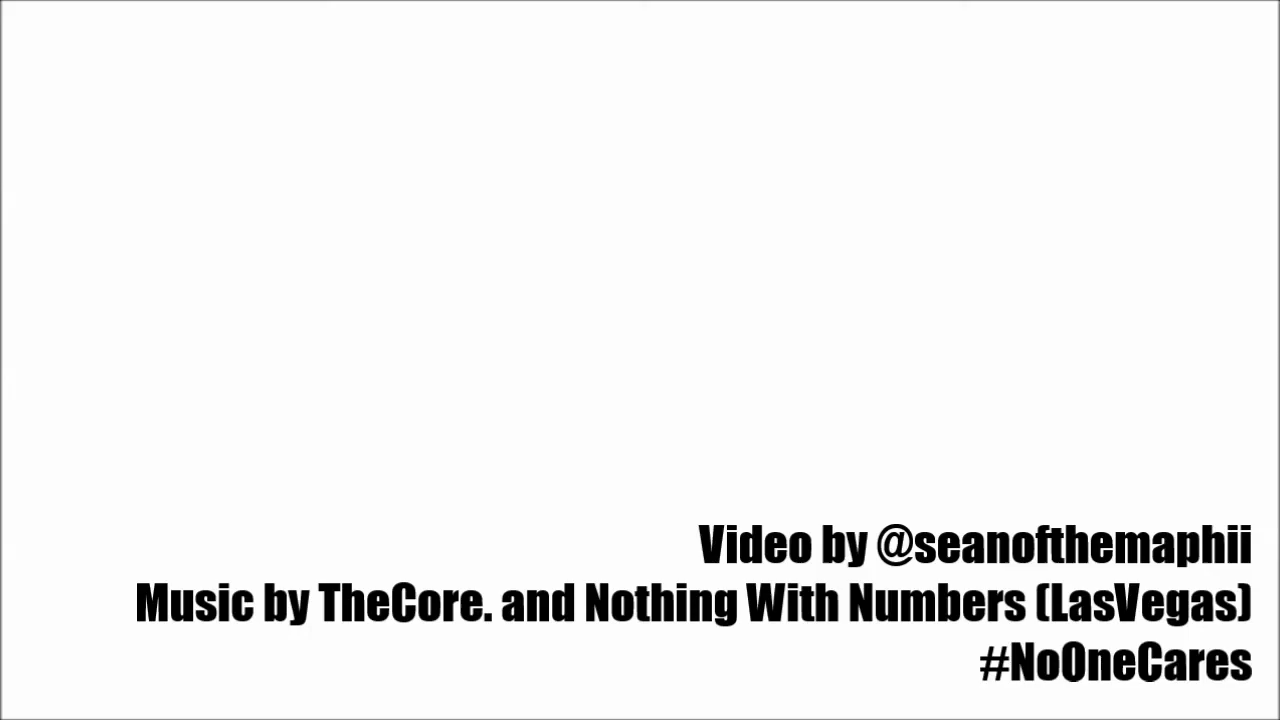 Video by @seanofthemaphii
Music by TheCore. and Nothing With Numbers (LasVegas)
#NoOneCares